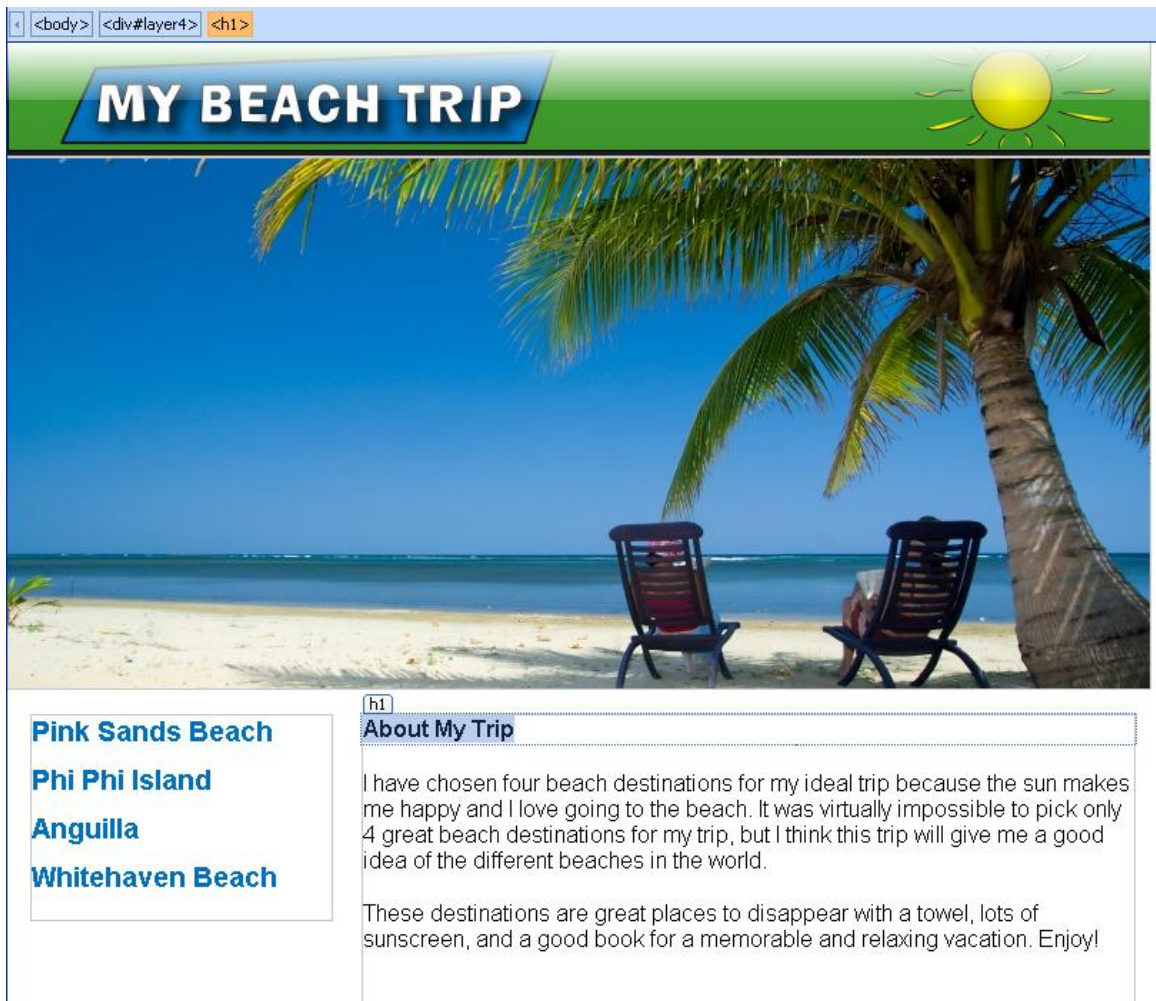 <body> <div#layer4> <h1>
MY BEACH TRIP
Pink Sands Beach
Phi Phi Island
Anguilla
Whitehaven Beach
h1
About My Trip
I have chosen four beach destinations for my ideal trip because the sun makes
me happy and I love going to the beach. It was virtually impossible to pick only
4 great beach destinations for my trip, but I think this trip will give me a good
idea of the different beaches in the world.
These destinations are great places to disappear with a towel, lots of
sunscreen, and a good book for a memorable and relaxing vacation. Enjoy!